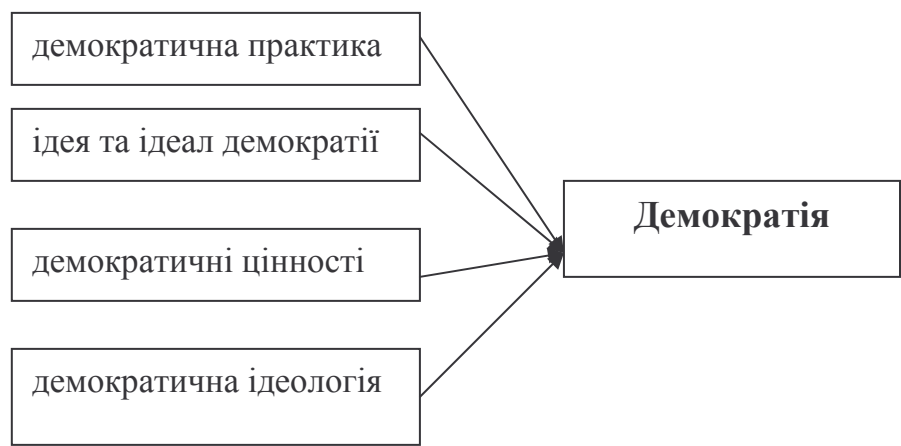 демократична практика
ідея та ідеал демократії
демократичні цінності
демократична ідеологія
Демократія